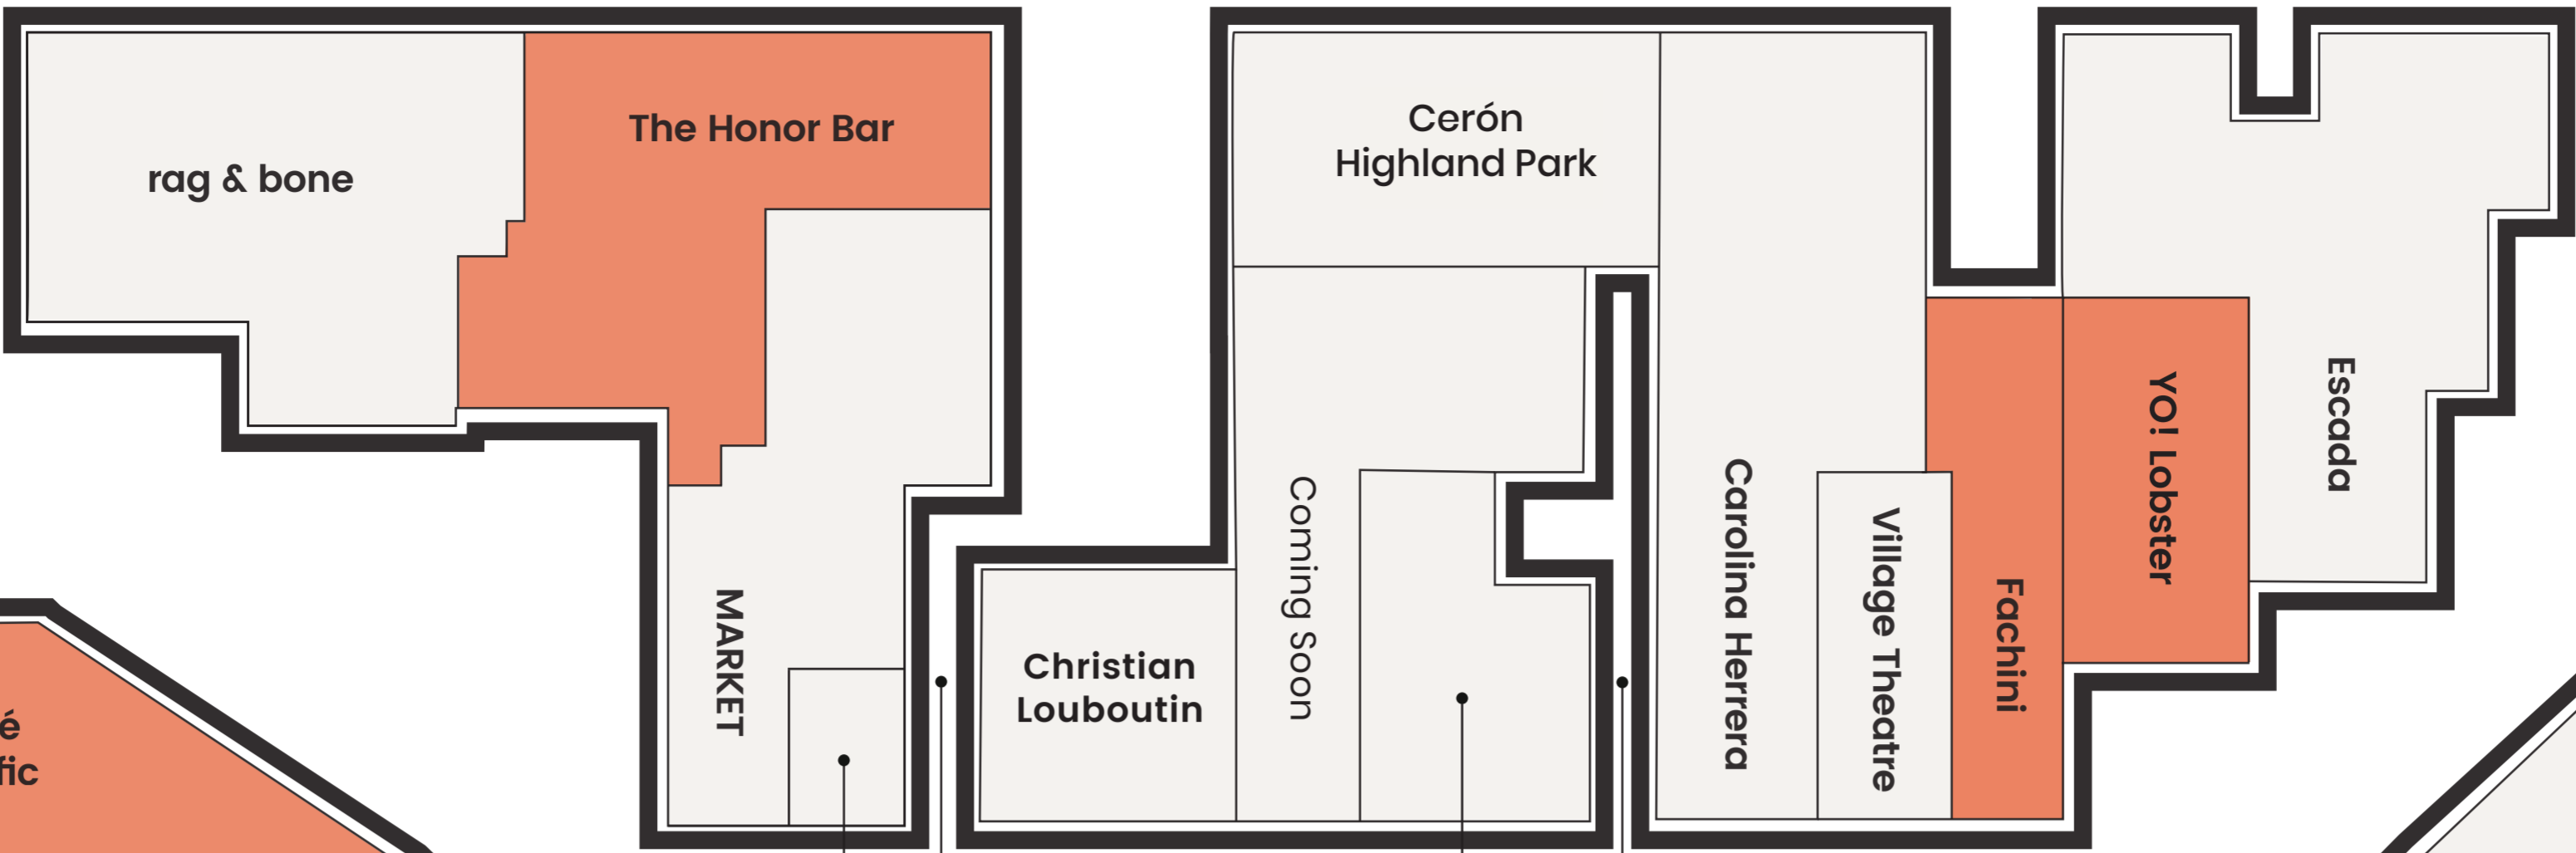 rag & bone
The Honor Bar
MARKET
Christian
Louboutin
Cerón
Highland Park
Coming Soon
Carolina Herrera
Village Theatre
Fachini
YO! Lobster
Escada
é
fic